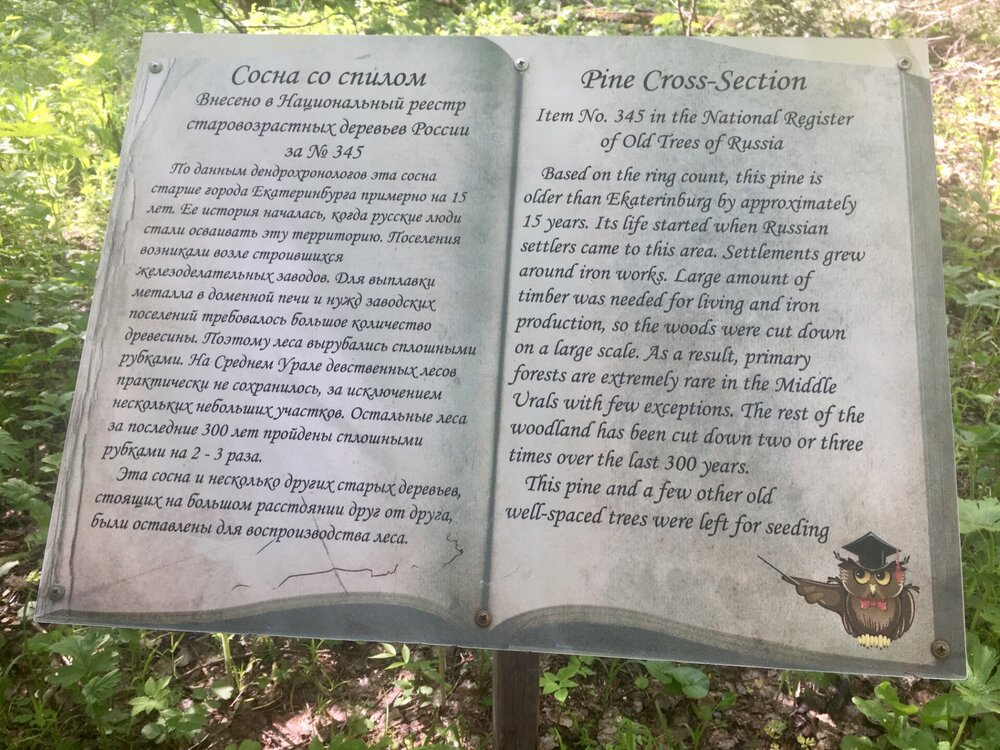 Сосна со спилом
Внесено в Национальный реестр
старовозрастных деревьев России
за № 345
По данным дендрохронологов эта сосна
старше города Екатеринбурга примерно на 15
лет. Ее история началась, когда русские люди
стали осваивать эту территорию. Поселения
возникали возле строившихся
железоделательных заводов. Для выплавки
металла в доменной печи и нужд заводских
поселений требовалось большое количество
древесины. Поэтому леса вырубались сплошными
рубками. На Среднем Урале девственных лесов
практически не сохранилось, за исключением
нескольких небольших участков. Остальные леса
за последние 300 лет пройдены сплошными
рубками на 2 - 3 раза.
Эта сосна и несколько других старых деревьев,
стоящих на большом расстдянии друг от друга,
были оставлены для воспроизводства леса.
Pine Cross-Section
Item No. 345 in the National Register
of Old Trees of Russia
Based on the ring count, this pine is
older than Ekaterinburg by approximately
15 years. Its life started when Russian
settlers came to this area. Settlements grew
around iron works. Large amount of
timber was needed for living and iron
production, so the woods were cut down
on a large scale. As a result, primary
forests are extremely rare in the Middle
Urals with few exceptions. The rest of the
woodland has been cut down two or three
times over the last 300 years.
This pine and a few other old
well-spaced trees were left for seeding